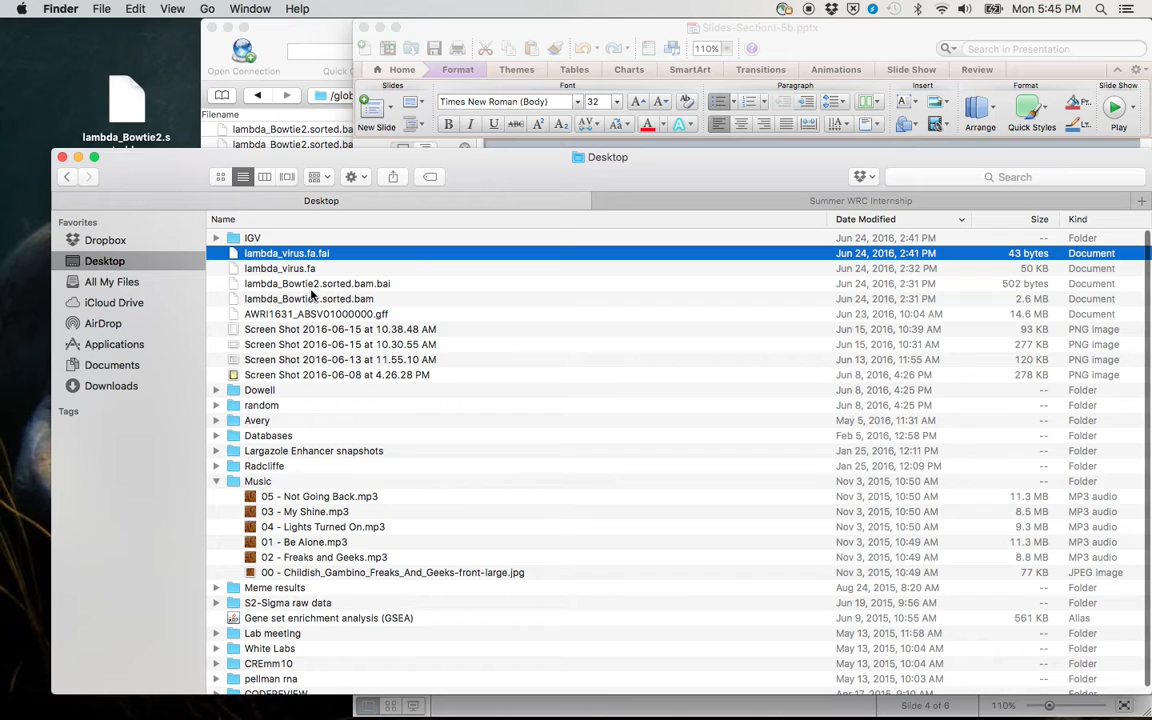 Finder File Edit View Go Window Help Mon 5:45 PM
Slides-SectionI-5b.pptx
110% Search in Presentation
Open Connection Quick
Home Format Themes Tables Charts SmartArt Transitions Animations Slide Show Review
Slides Font Paragraph Insert Format Slide Show
New Slide Times New Roman (Body) 32 Arrange Quick Styles Play
/glob
Filename
lambda_Bowtie2.sorted.ba
lambda_Bowtie2.sorted.ba
lambda_Bowtie2.s
Desktop
Search
Desktop Summer WRC Internship
Favorites
Dropbox
Desktop
All My Files
iCloud Drive
AirDrop
Applications
Documents
Downloads
Tags
Name Date Modified Size Kind
IGV Jun 24, 2016, 2:41 PM -- Folder
lambda_virus.fa.fai Jun 24, 2016, 2:41 PM 43 bytes Document
lambda_virus.fa Jun 24, 2016, 2:32 PM 50 KB Document
lambda_Bowtie2.sorted.bam.bai Jun 24, 2016, 2:31 PM 502 bytes Document
lambda_Bowtie2.sorted.bam Jun 24, 2016, 2:31 PM 2.6 MB Document
AWRI1631_ABSV01000000.gff Jun 23, 2016, 10:04 AM 14.6 MB Document
Screen Shot 2016-06-15 at 10.38.48 AM Jun 15, 2016, 10:39 AM 93 KB PNG image
Screen Shot 2016-06-15 at 10.30.55 AM Jun 15, 2016, 10:31 AM 277 KB PNG image
Screen Shot 2016-06-13 at 11.55.10 AM Jun 13, 2016, 11:55 AM 120 KB PNG image
Screen Shot 2016-06-08 at 4.26.28 PM Jun 8, 2016, 4:26 PM 278 KB PNG image
Dowell Jun 8, 2016, 4:25 PM -- Folder
random Jun 8, 2016, 4:25 PM -- Folder
Avery May 5, 2016, 11:31 AM -- Folder
Databases Feb 5, 2016, 12:58 PM -- Folder
Largazole Enhancer snapshots Jan 25, 2016, 12:11 PM -- Folder
Radcliffe Jan 25, 2016, 12:09 PM -- Folder
Music Nov 3, 2015, 10:50 AM -- Folder
05 - Not Going Back.mp3 Nov 3, 2015, 10:50 AM 11.3 MB MP3 audio
03 - My Shine.mp3 Nov 3, 2015, 10:50 AM 8.5 MB MP3 audio
04 - Lights Turned On.mp3 Nov 3, 2015, 10:50 AM 9.3 MB MP3 audio
01 - Be Alone.mp3 Nov 3, 2015, 10:49 AM 11.3 MB MP3 audio
02 - Freaks and Geeks.mp3 Nov 3, 2015, 10:49 AM 8.8 MB MP3 audio
00 - Childish_Gambino_Freaks_And_Geeks-front-large.jpg Nov 3, 2015, 10:49 AM 77 KB JPEG image
Meme results Aug 24, 2015, 8:20 AM -- Folder
S2-Sigma raw data Jun 19, 2015, 9:56 AM -- Folder
Gene set enrichment analysis (GSEA) Jun 9, 2015, 10:55 AM 561 KB Alias
Lab meeting May 13, 2015, 11:58 AM -- Folder
White Labs May 13, 2015, 10:04 AM -- Folder
CREmm10 May 13, 2015, 10:04 AM -- Folder
pellman rna May 13, 2015, 10:03 AM -- Folder
CODEREVIEW Apr 17, 2015, 9:10 AM -- Folder
Slide 4 of 6 110%